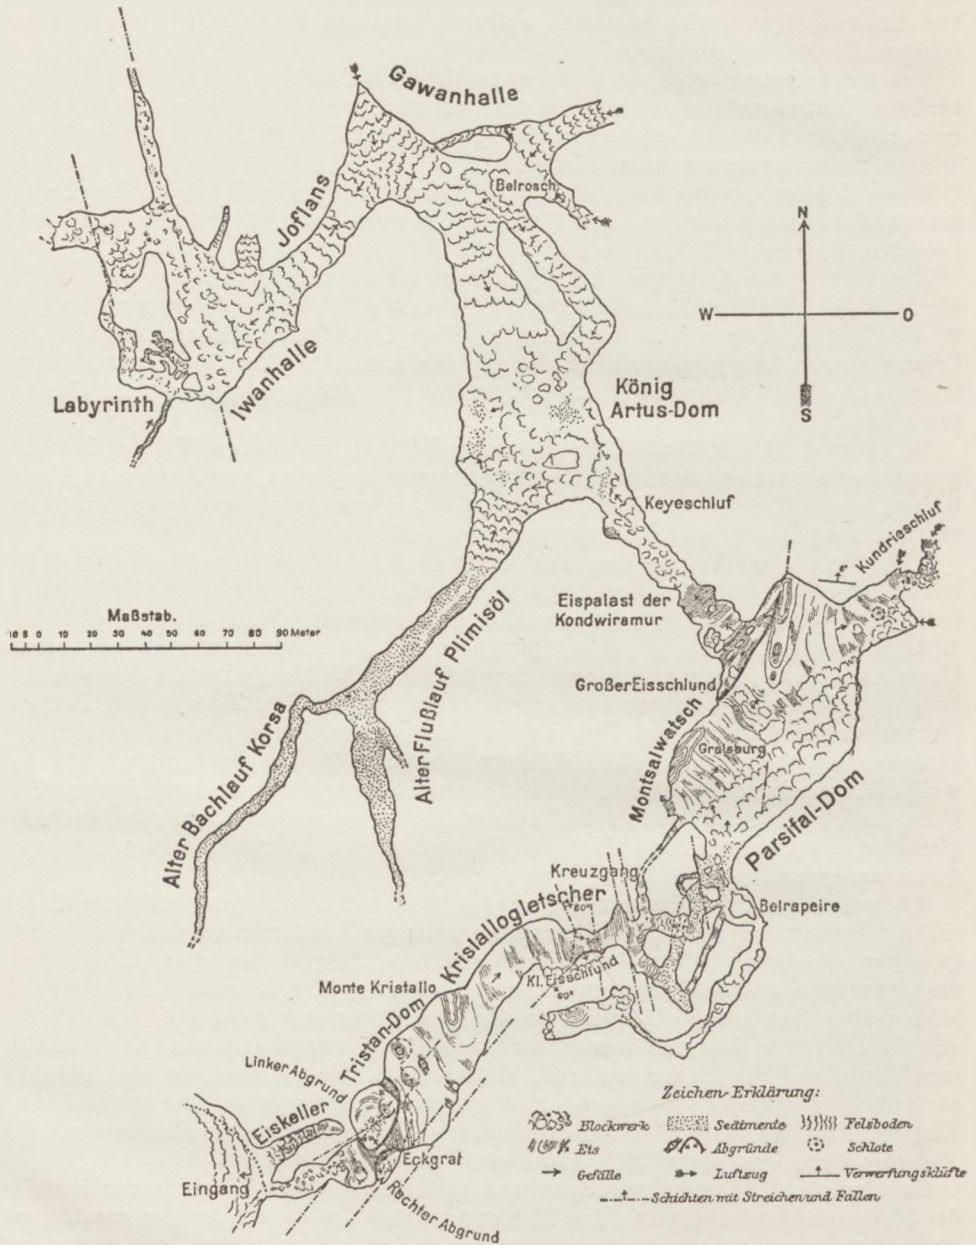 Gawanhalle
Belrosch
Joflans
N
W
O
S
König
Artus-Dom
Labyrinth
Iwanhalle
Keyeschluf
Kundrieschluf
Eispalast der
Kondwiramur
Maßstab.
10 5 0 10 20 30 40 50 60 70 80 90 Meter
Alter Flußlauf Plimisöl
Großer Eisschlund
Montsalwatsch
Gralsburg
Alter Bachlauf Korsa
Parsifal-Dom
Kreuzgang
Kristallogletscher
80°
Belrapeire
Kl. Eisschlund
60°
Monte Kristallo
Tristan-Dom
Linker Abgrund
Eiskeller
Eckgrat
Eingang
Rechter Abgrund
Zeichen-Erklärung:
Blockwerk Sedimente Felsboden
Eis Abgründe Schlote
Gefälle Luftzug Verwerfungsklüfte
Schichten mit Streichen und Fallen